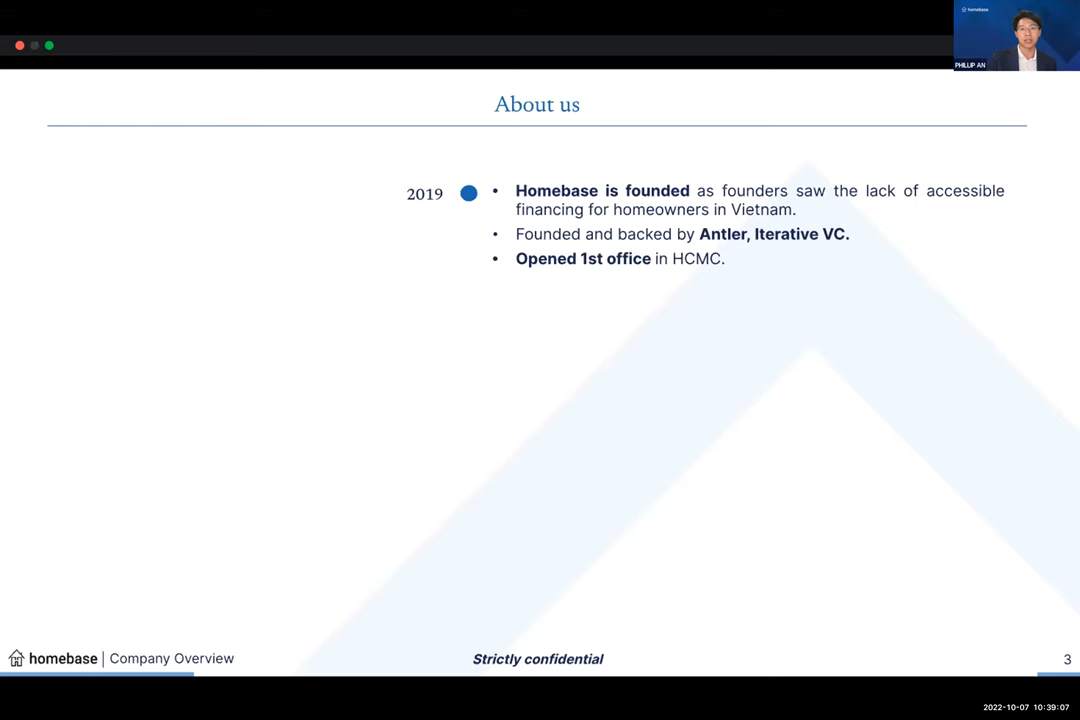 homebase
PHILLIP AN
About us
2019
• Homebase is founded as founders saw the lack of accessible
financing for homeowners in Vietnam.
• Founded and backed by Antler, Iterative VC.
• Opened 1st office in HCMC.
homebase | Company Overview
Strictly confidential
3
2022-10-07 10:39:07